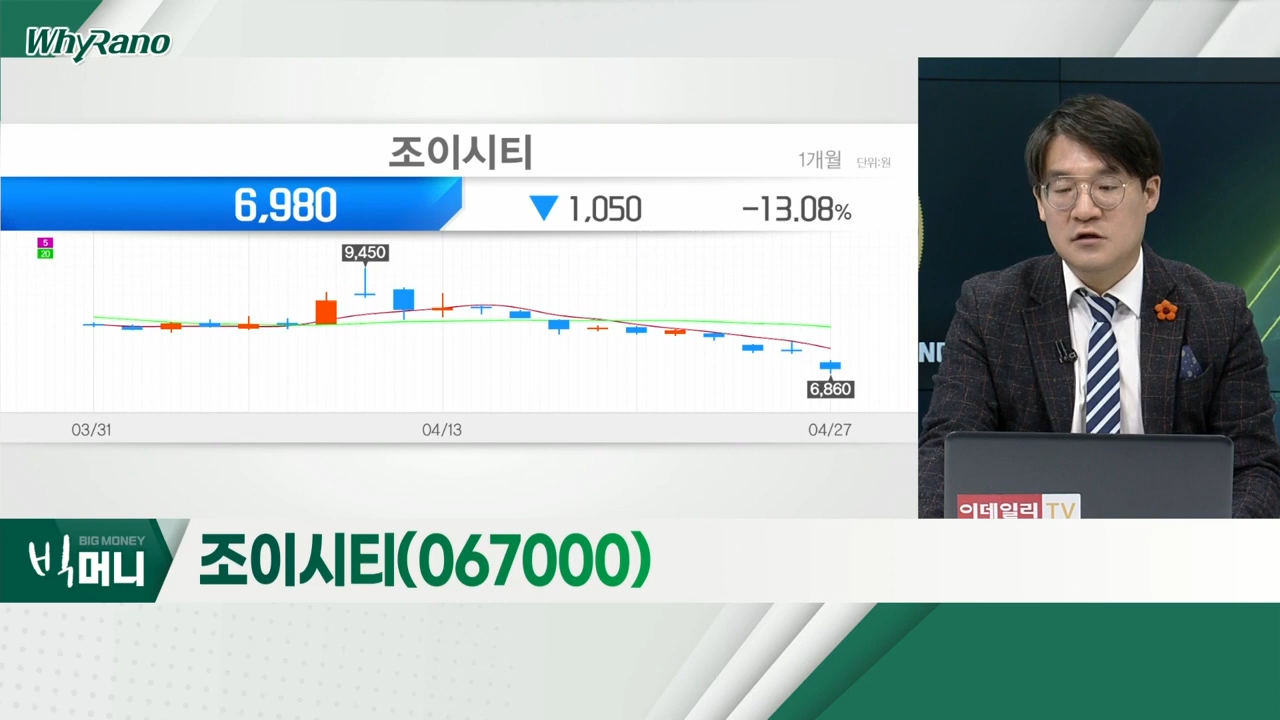 WhyRano
조이시티
1개월 단위:원
6,980 ▼ 1,050 -13.08%
5
20
9,450
6,860
03/31 04/13 04/27
ND
이데일리 TV
빅머니 BIG MONEY
조이시티(067000)